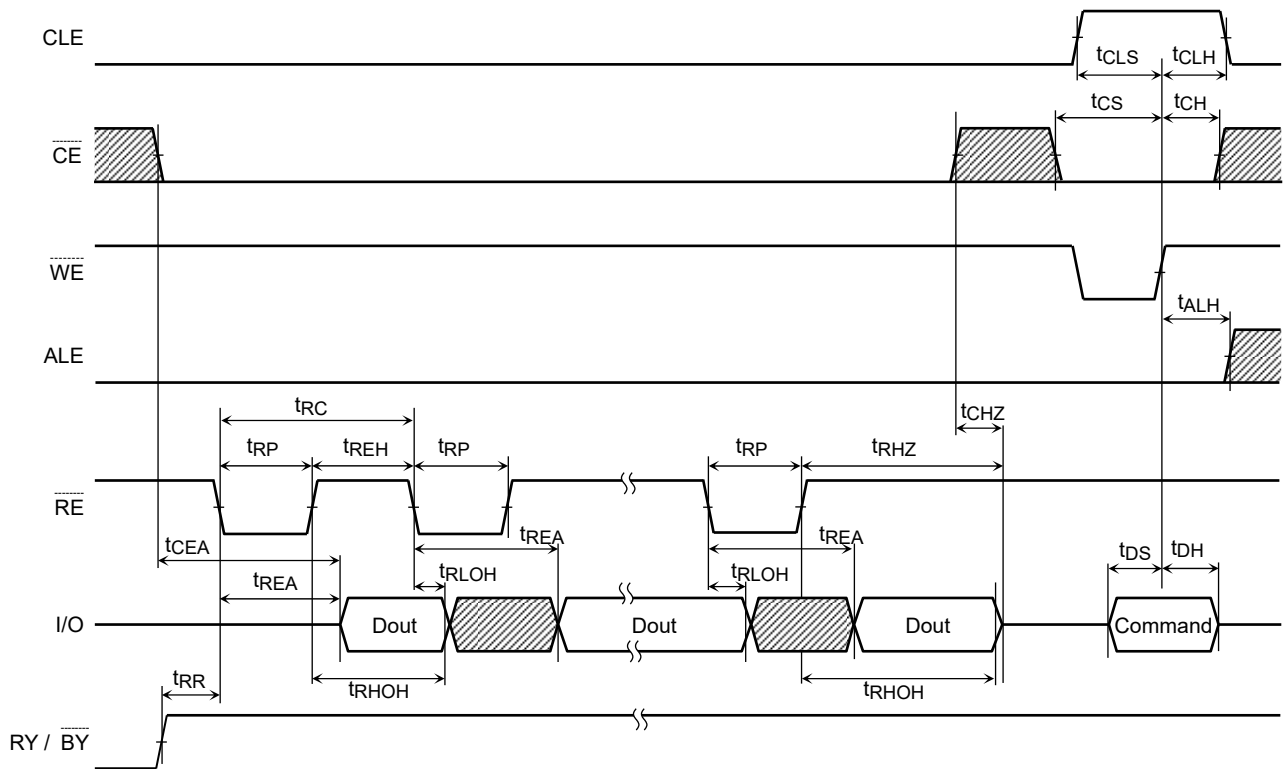 CLE
tCLS
tCLH
tCS
tCH
CE
WE
tALH
ALE
tRC
tCHZ
tRP
tREH
tRP
tRP
tRHZ
RE
tCEA
tREA
tREA
tREA
tRLOH
tRLOH
tDS
tDH
I/O
Dout
Dout
Dout
Command
tRR
tRHOH
tRHOH
RY / BY